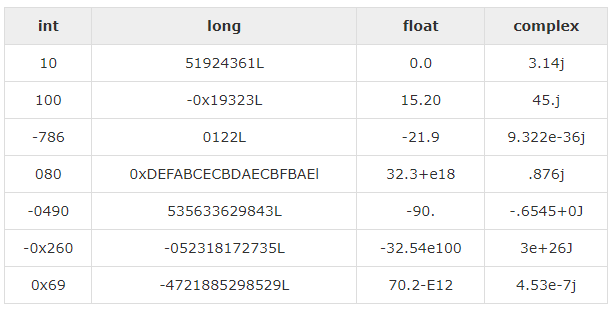 int long float complex
10 51924361L 0.0 3.14j
100 -0x19323L 15.20 45.j
-786 0122L -21.9 9.322e-36j
080 0xDEFABCECBDAECBFBAEl 32.3+e18 .876j
-0490 535633629843L -90. -.6545+0J
-0x260 -052318172735L -32.54e100 3e+26J
0x69 -4721885298529L 70.2-E12 4.53e-7j